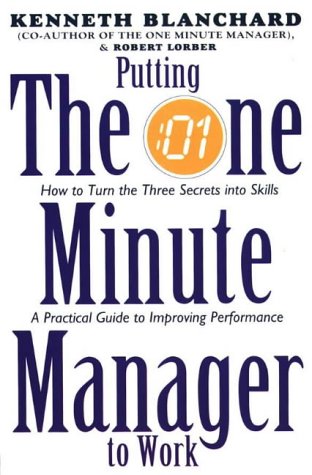 KENNETH BLANCHARD
(CO-AUTHOR OF THE ONE MINUTE MANAGER),
& ROBERT LORBER
Putting
The One
:01
How to Turn the Three Secrets into Skills
Minute
A Practical Guide to Improving Performance
Manager
to Work